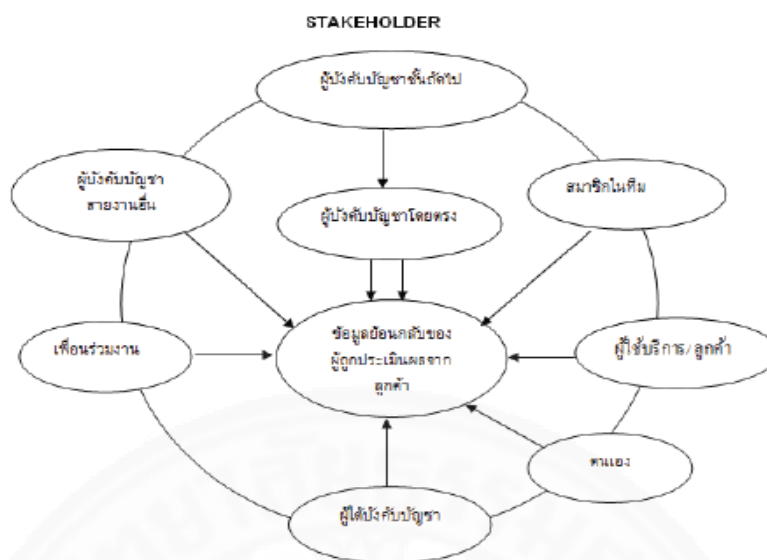 STAKEHOLDER
ผู้บังคับบัญชาชั้นถัดไป
ผู้บังคับบัญชา
สายงานอื่น
สมาชิกในทีม
ผู้บังคับบัญชาโดยตรง
ข้อมูลย้อนกลับของ
ผู้ถูกประเมินผลจาก
ลูกค้า
เพื่อนร่วมงาน
ผู้ใช้บริการ/ลูกค้า
ตนเอง
ผู้ใต้บังคับบัญชา